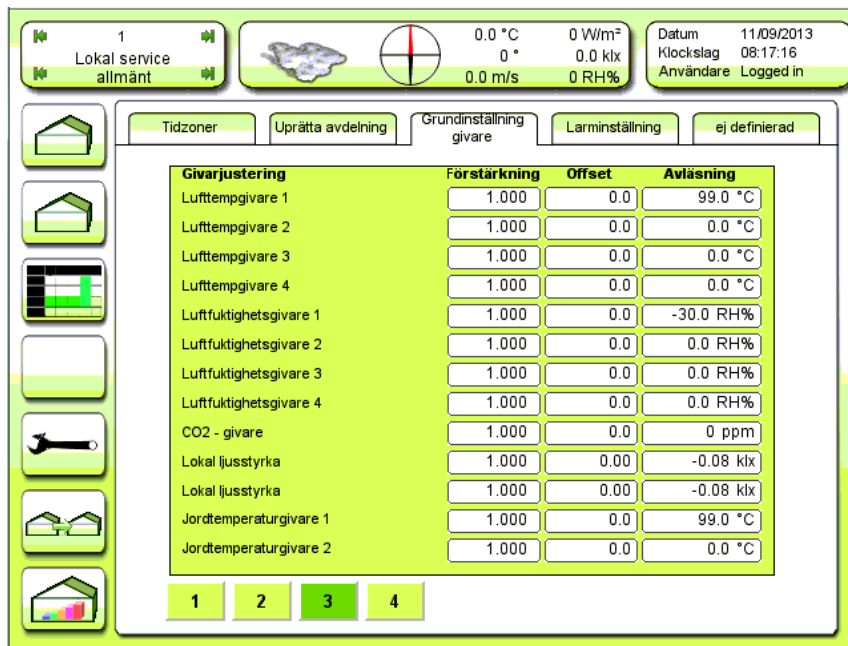 1
Lokal service
allmänt
0.0 °C 0 W/m²
0 ° 0.0 klx
0.0 m/s 0 RH%
Datum 11/09/2013
Klockslag 08:17:16
Användare Logged in
Tidzoner
Uprätta avdelning
Grundinställning
givare
Larminställning
ej definierad
Givarjustering Förstärkning Offset Avläsning
Lufttempgivare 1 1.000 0.0 99.0 °C
Lufttempgivare 2 1.000 0.0 0.0 °C
Lufttempgivare 3 1.000 0.0 0.0 °C
Lufttempgivare 4 1.000 0.0 0.0 °C
Luftfuktighetsgivare 1 1.000 0.0 -30.0 RH%
Luftfuktighetsgivare 2 1.000 0.0 0.0 RH%
Luftfuktighetsgivare 3 1.000 0.0 0.0 RH%
Luftfuktighetsgivare 4 1.000 0.0 0.0 RH%
CO2 - givare 1.000 0.0 0 ppm
Lokal ljusstyrka 1.000 0.00 -0.08 klx
Lokal ljusstyrka 1.000 0.00 -0.08 klx
Jordtemperaturgivare 1 1.000 0.0 99.0 °C
Jordtemperaturgivare 2 1.000 0.0 0.0 °C
1 2 3 4